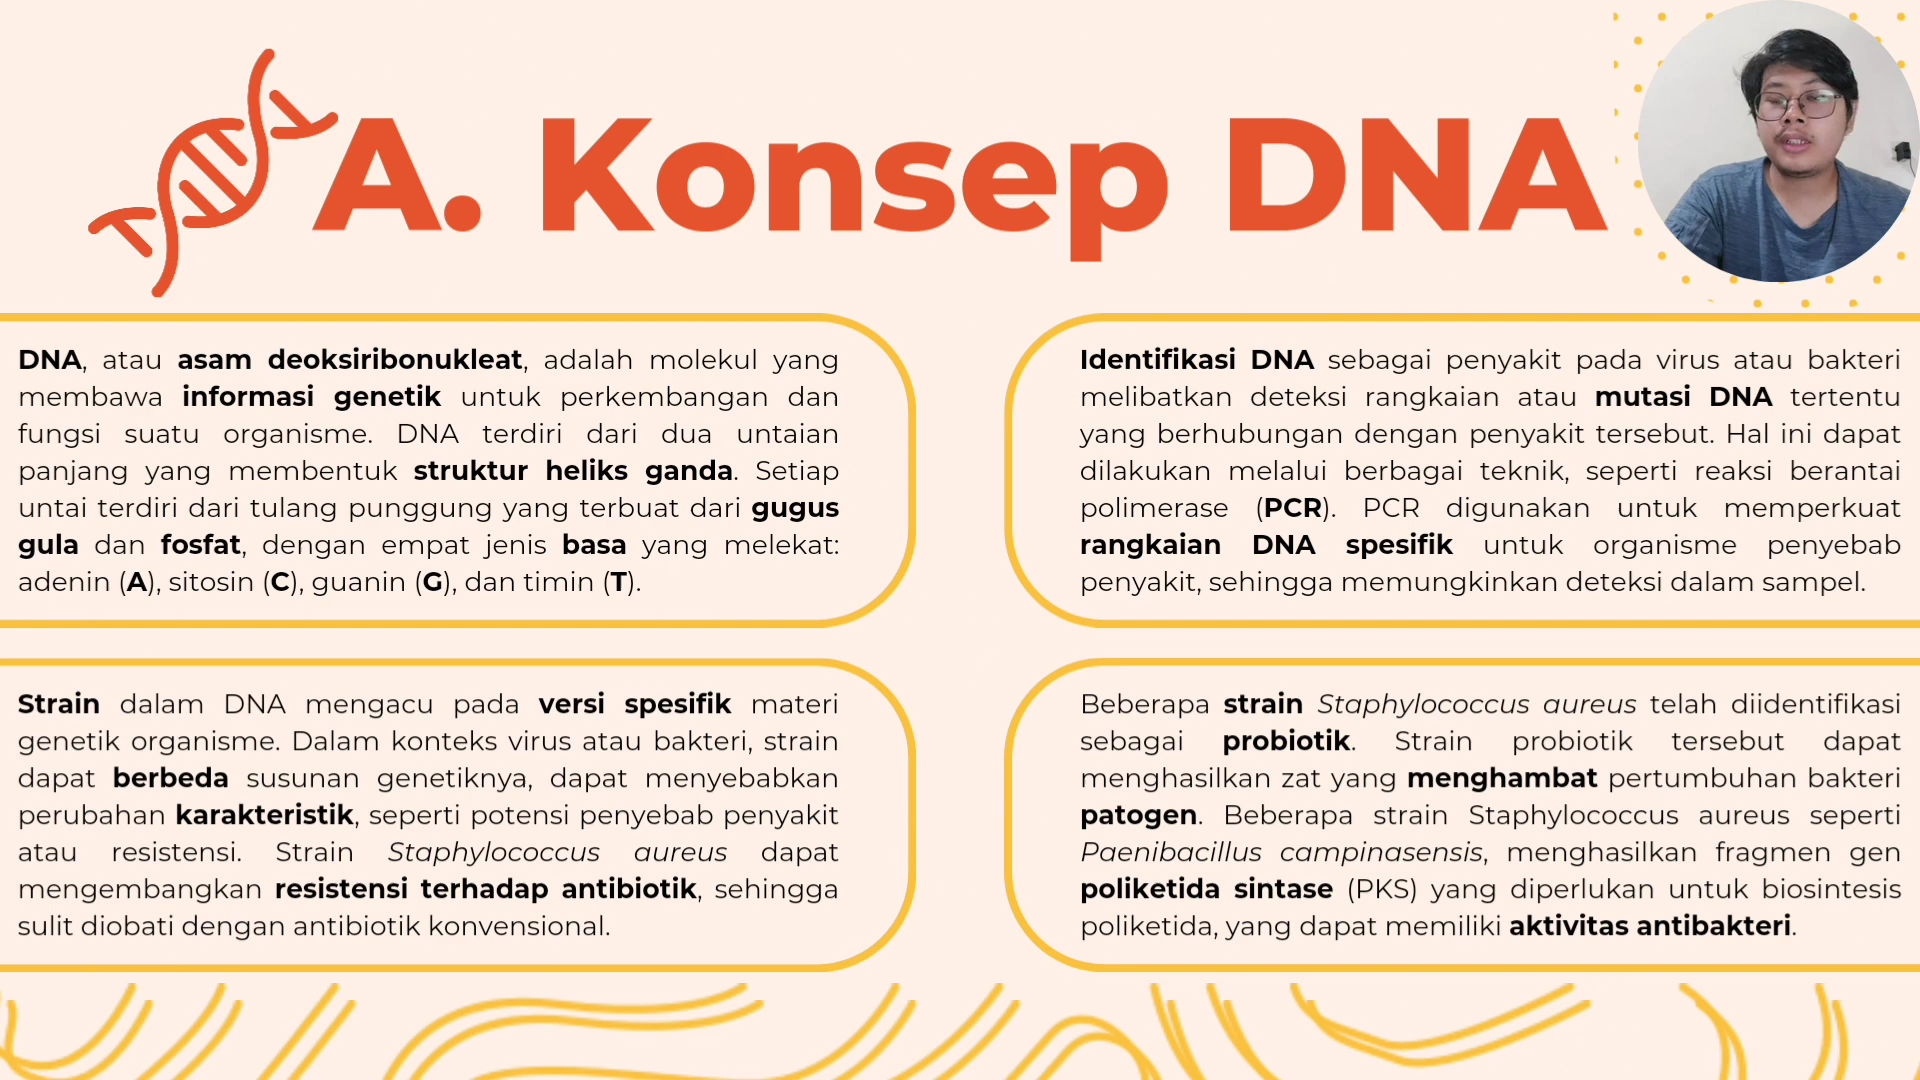 A. Konsep DNA
DNA, atau asam deoksiribonukleat, adalah molekul yang
membawa informasi genetik untuk perkembangan dan
fungsi suatu organisme. DNA terdiri dari dua untaian
panjang yang membentuk struktur heliks ganda. Setiap
untai terdiri dari tulang punggung yang terbuat dari gugus
gula dan fosfat, dengan empat jenis basa yang melekat:
adenin (A), sitosin (C), guanin (G), dan timin (T).
Identifikasi DNA sebagai penyakit pada virus atau bakteri
melibatkan deteksi rangkaian atau mutasi DNA tertentu
yang berhubungan dengan penyakit tersebut. Hal ini dapat
dilakukan melalui berbagai teknik, seperti reaksi berantai
polimerase (PCR). PCR digunakan untuk memperkuat
rangkaian DNA spesifik untuk organisme penyebab
penyakit, sehingga memungkinkan deteksi dalam sampel.
Strain dalam DNA mengacu pada versi spesifik materi
genetik organisme. Dalam konteks virus atau bakteri, strain
dapat berbeda susunan genetiknya, dapat menyebabkan
perubahan karakteristik, seperti potensi penyebab penyakit
atau resistensi. Strain Staphylococcus aureus dapat
mengembangkan resistensi terhadap antibiotik, sehingga
sulit diobati dengan antibiotik konvensional.
Beberapa strain Staphylococcus aureus telah diidentifikasi
sebagai probiotik. Strain probiotik tersebut dapat
menghasilkan zat yang menghambat pertumbuhan bakteri
patogen. Beberapa strain Staphylococcus aureus seperti
Paenibacillus campinasensis, menghasilkan fragmen gen
poliketida sintase (PKS) yang diperlukan untuk biosintesis
poliketida, yang dapat memiliki aktivitas antibakteri.